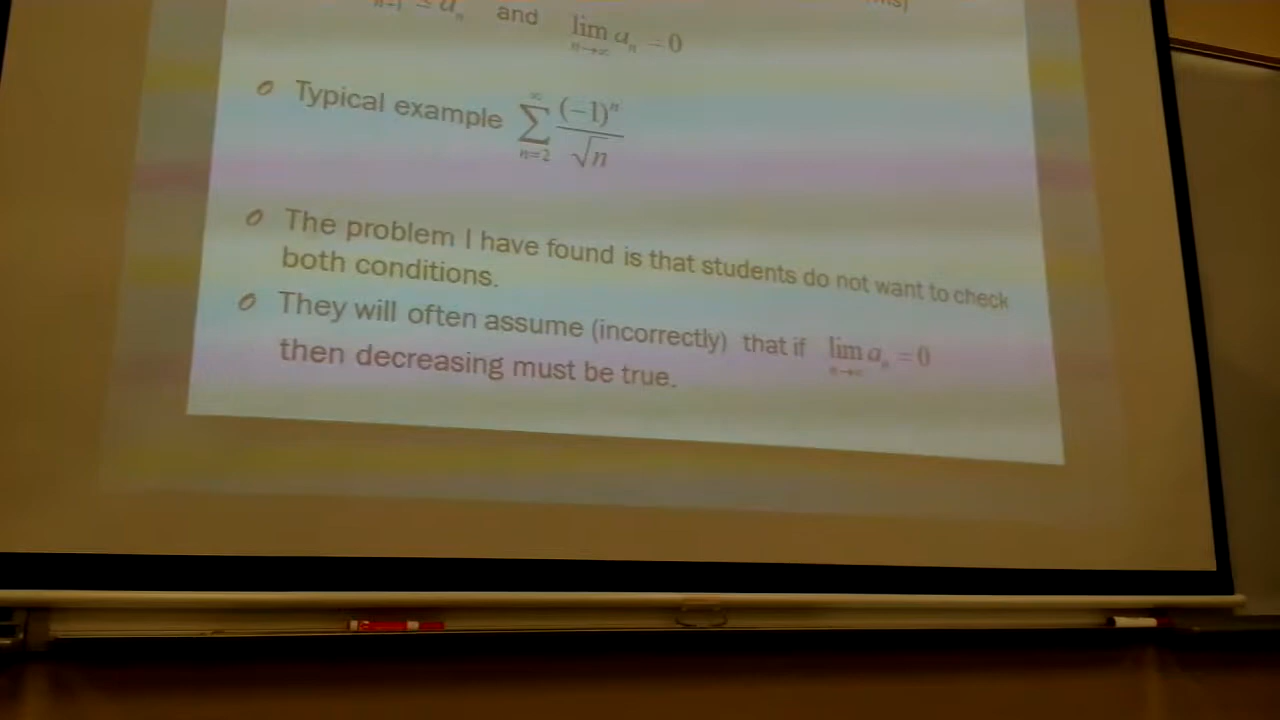 and lim n→∞ a_n = 0
Typical example ∑ n=2 ∞ (−1)^n / √n
The problem I have found is that students do not want to check
both conditions.
They will often assume (incorrectly) that if lim n→∞ a_n = 0
then decreasing must be true.